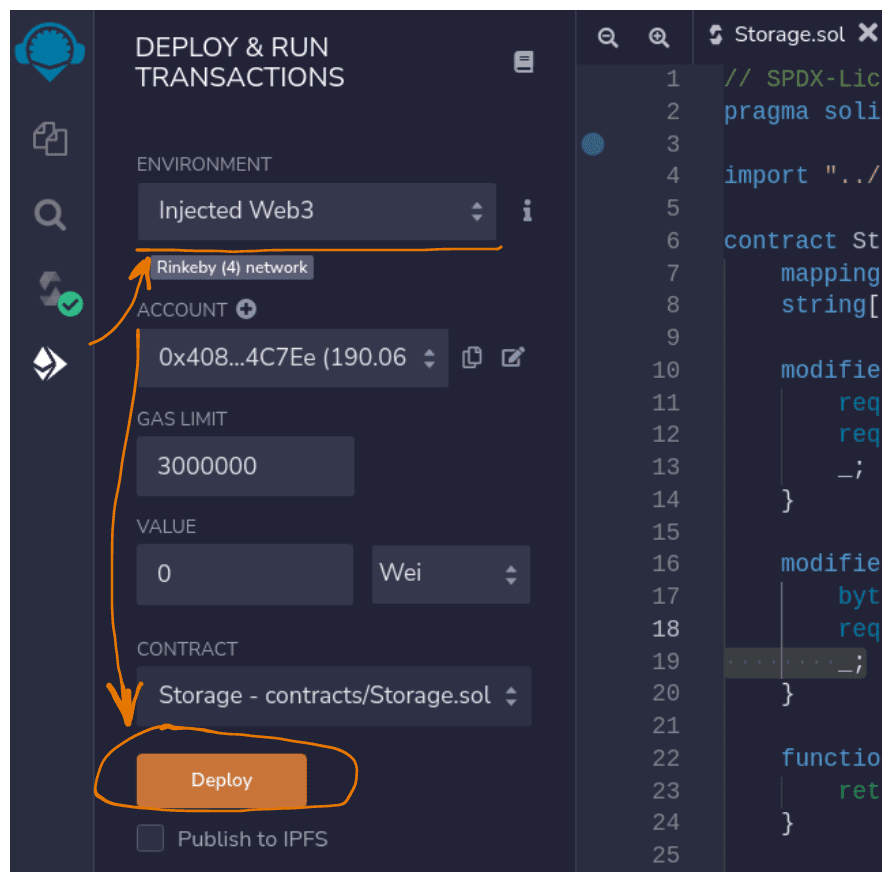 DEPLOY & RUN
TRANSACTIONS
ENVIRONMENT
Injected Web3
Rinkeby (4) network
ACCOUNT
0x408...4C7Ee (190.06
GAS LIMIT
3000000
VALUE
0
Wei
CONTRACT
Storage - contracts/Storage.sol
Deploy
Publish to IPFS
Storage.sol
1 // SPDX-Lic
2 pragma soli
3
4 import "../
5
6 contract St
7 mapping
8 string[
9
10 modifie
11 req
12 req
13 _;
14 }
15
16 modifie
17 byt
18 req
19 _;
20 }
21
22 functio
23 ret
24 }
25